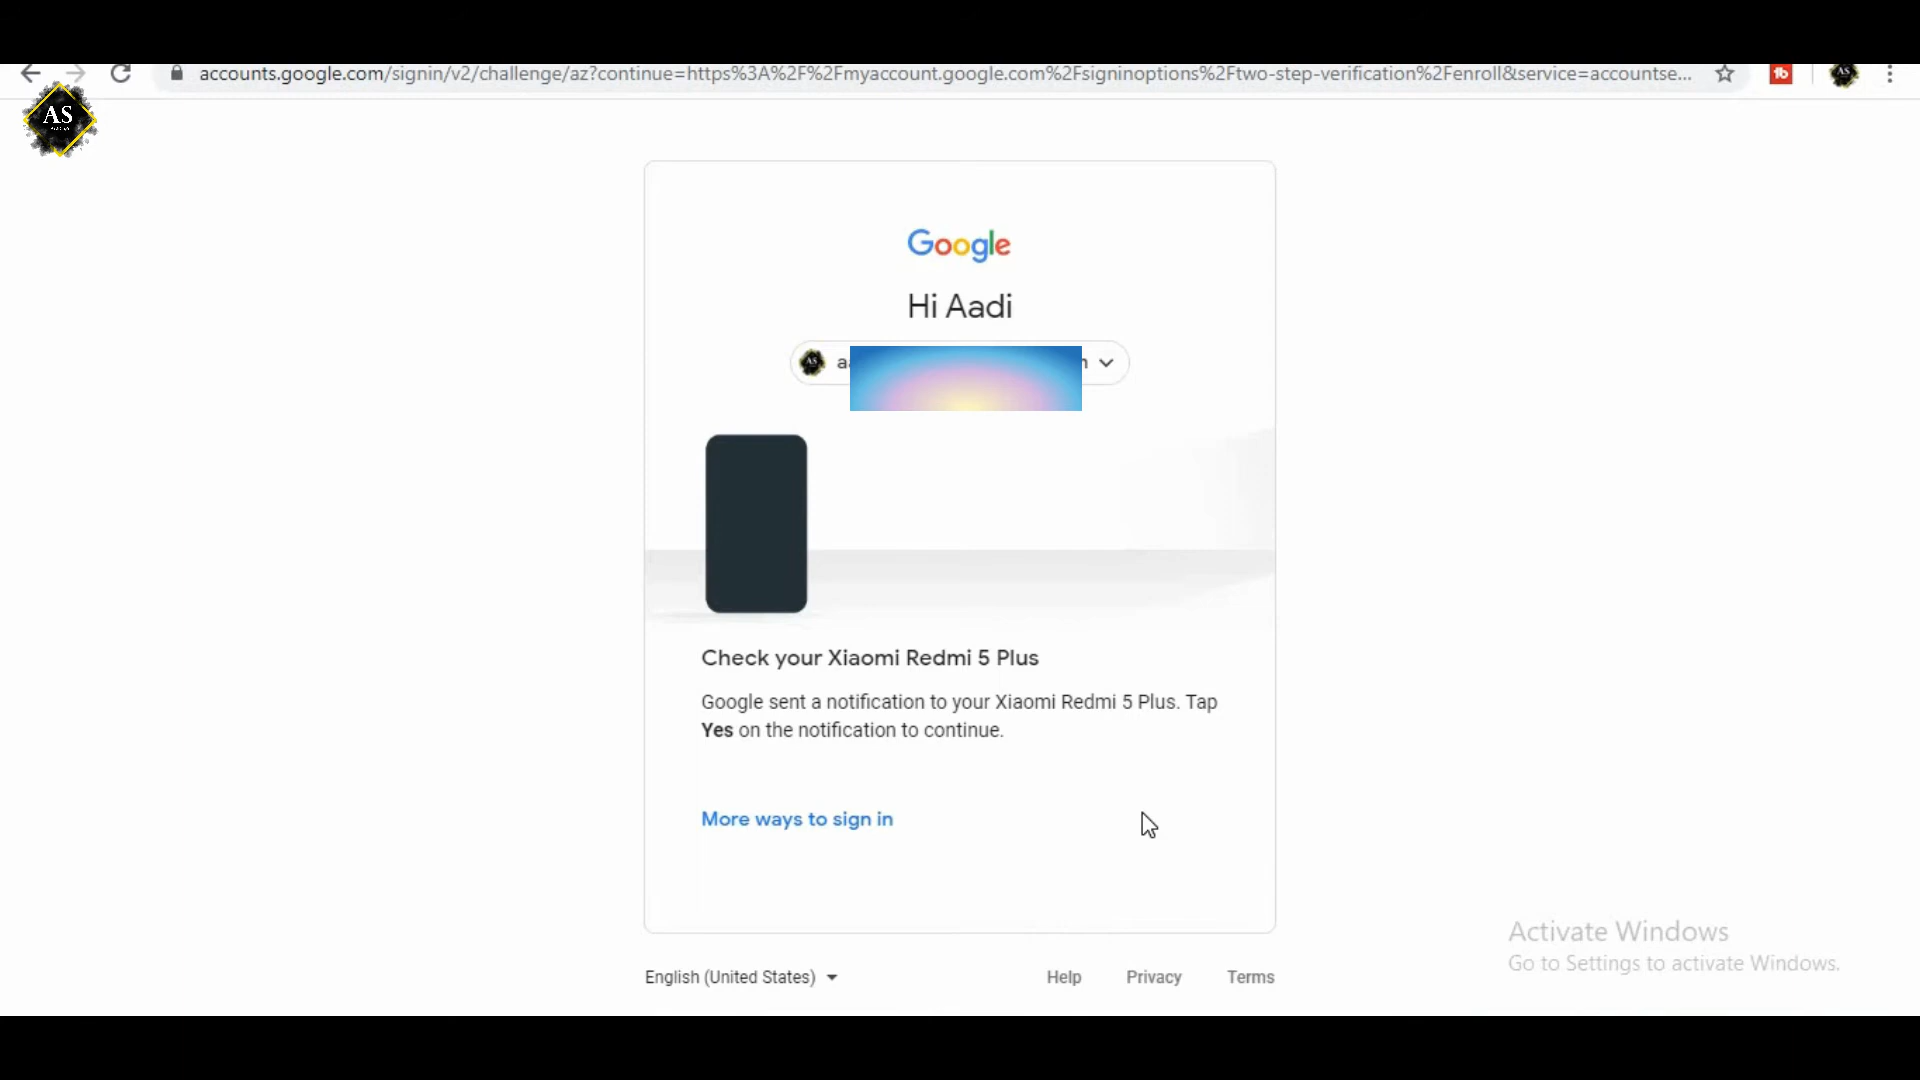 accounts.google.com/signin/v2/challenge/az?continue=https%3A%2F%2Fmyaccount.google.com%2Fsigninoptions%2Ftwo-step-verification%2Fenroll&service=accountse...
AS
Google
Hi Aadi
Check your Xiaomi Redmi 5 Plus
Google sent a notification to your Xiaomi Redmi 5 Plus. Tap
Yes on the notification to continue.
More ways to sign in
English (United States)
Help
Privacy
Terms
Activate Windows
Go to Settings to activate Windows.